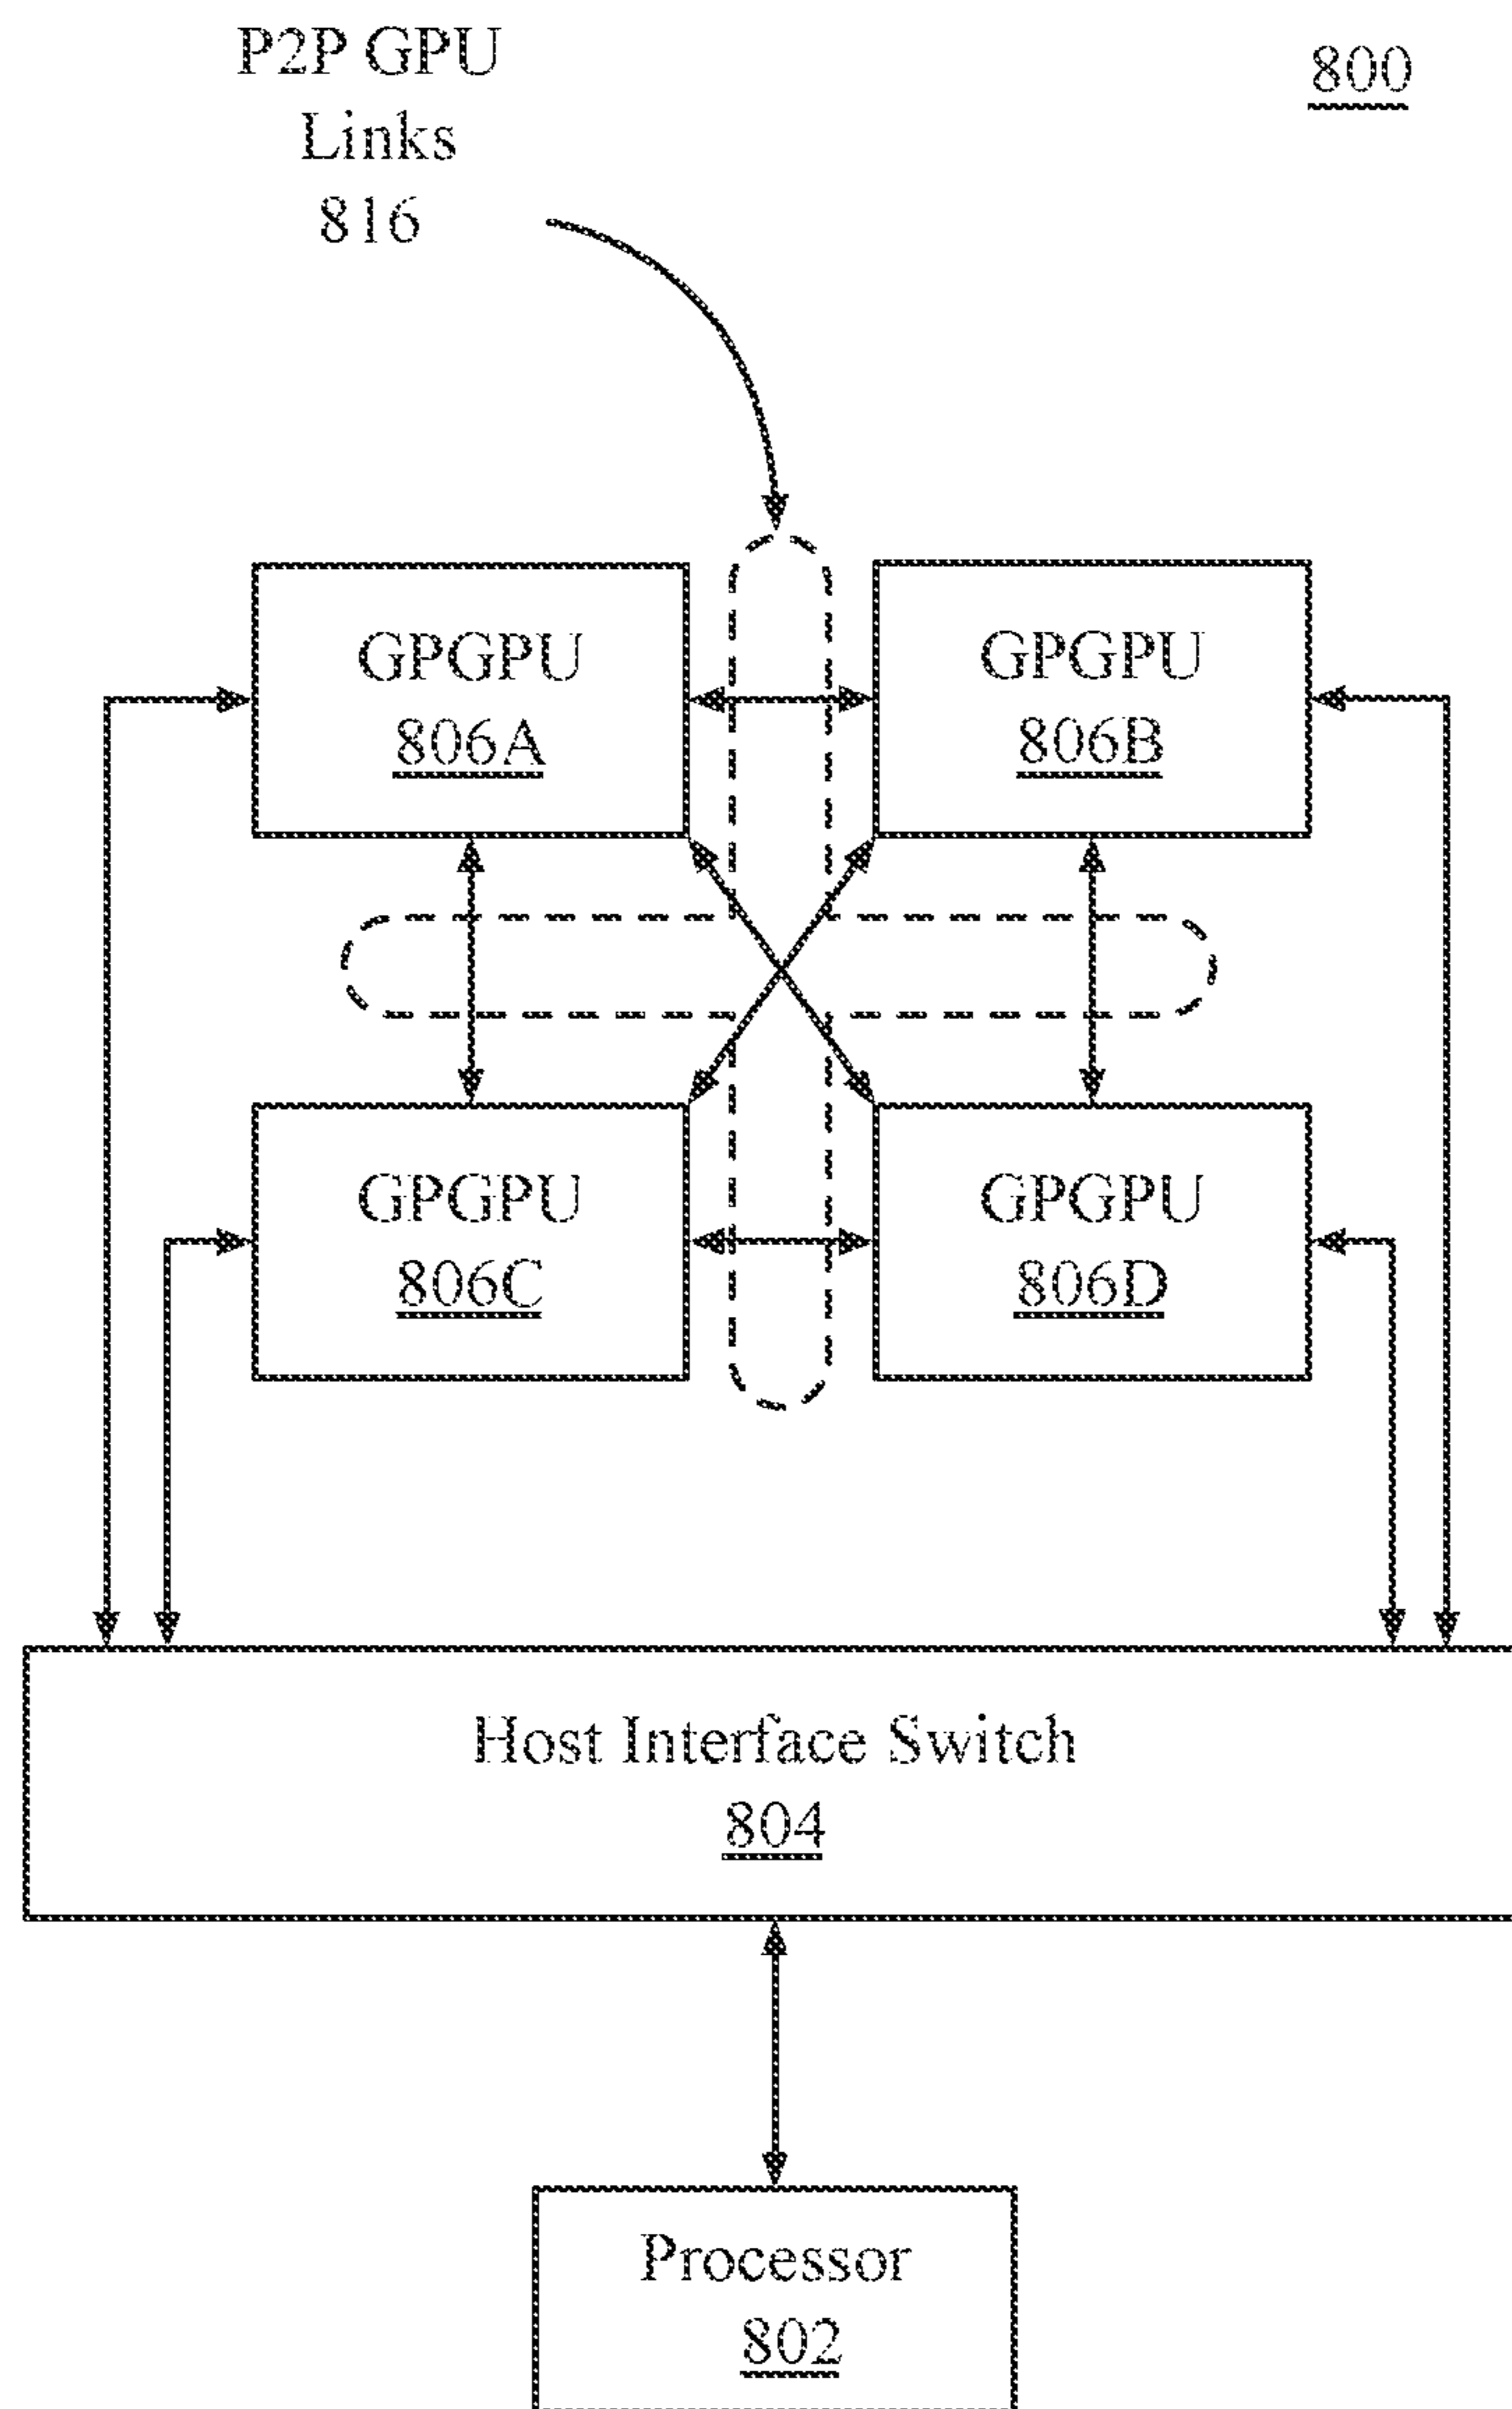 P2P GPU
Links
816
800
GPGPU
806A
GPGPU
806B
GPGPU
806C
GPGPU
806D
Host Interface Switch
804
Processor
802